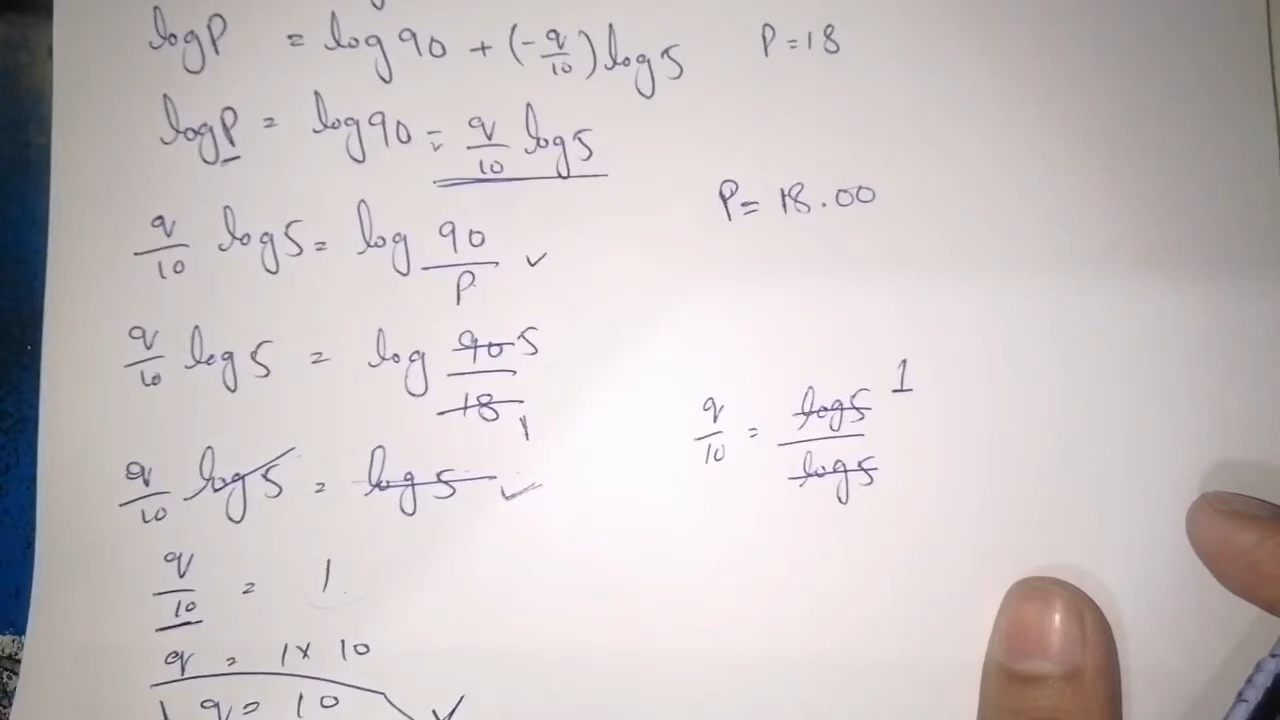 logP = log90 + (-q/10)log5
P=18
logP = log90 - q/10 log5
P= 18.00
q/10 log5 = log 90/P ✓
q/10 log5 = log 90/18 5 1
q/10 = log5/log5 1
q/10 log5 = log5 ✓
q/10 = 1
q = 1×10
q = 10 ✓